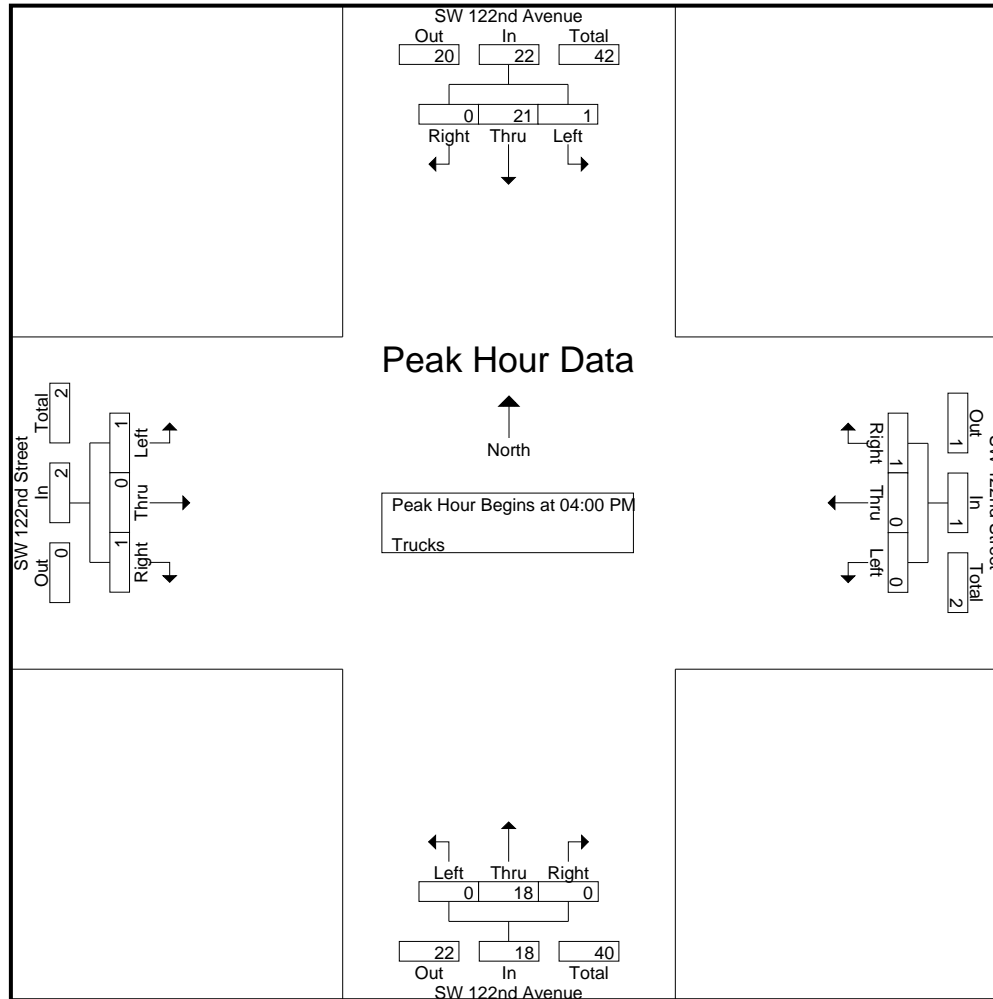 SW 122nd Avenue
Out In Total
20 22 42
0 21 1
Right Thru Left
Peak Hour Data
North
Peak Hour Begins at 04:00 PM
Trucks
SW 122nd Street
Total In Out
2 2 0
1 0 1
Left Thru Right
Right Thru Left
1 0 0
1 1 2
Out In Total
SW 122nd Street
Left Thru Right
0 18 0
22 18 40
Out In Total
SW 122nd Avenue